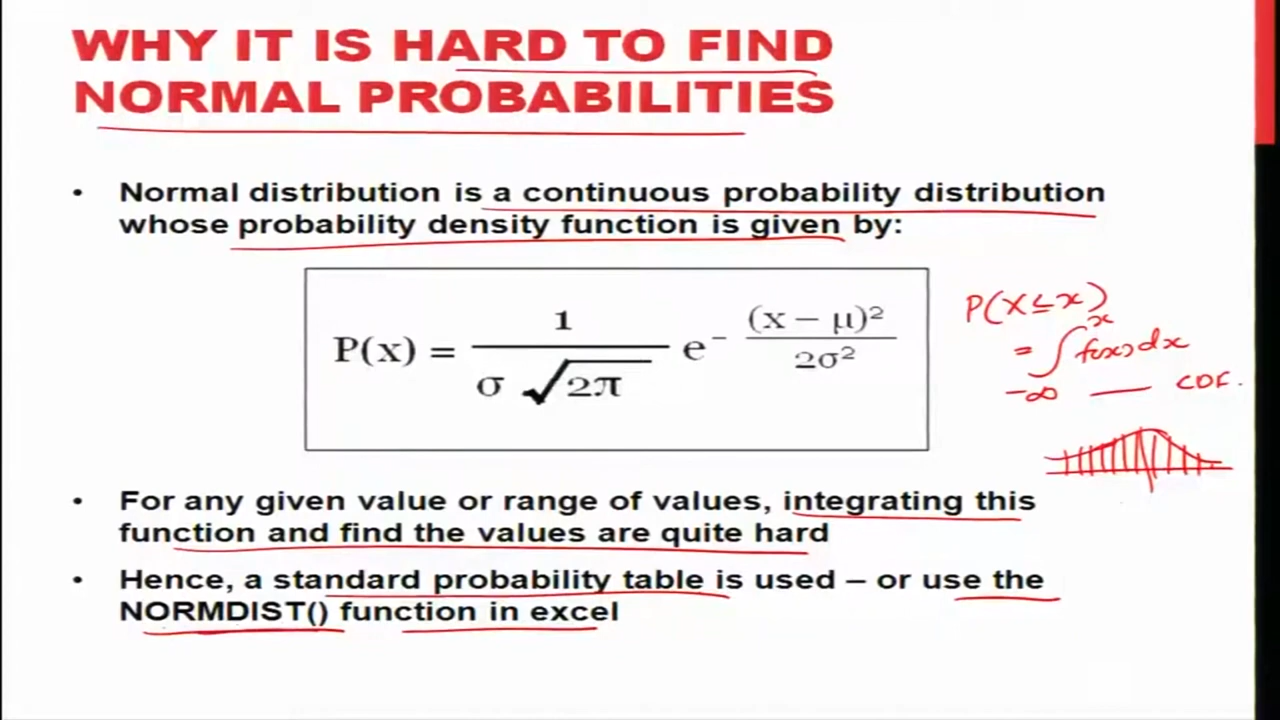 WHY IT IS HARD TO FIND
NORMAL PROBABILITIES
• Normal distribution is a continuous probability distribution
whose probability density function is given by:
P(x) = 1 / σ √2π e^− (x − μ)² / 2σ²
P(X ≤ x)
= ∫ f(x) dx
x
−∞ — CDF.
• For any given value or range of values, integrating this
function and find the values are quite hard
• Hence, a standard probability table is used – or use the
NORMDIST() function in excel